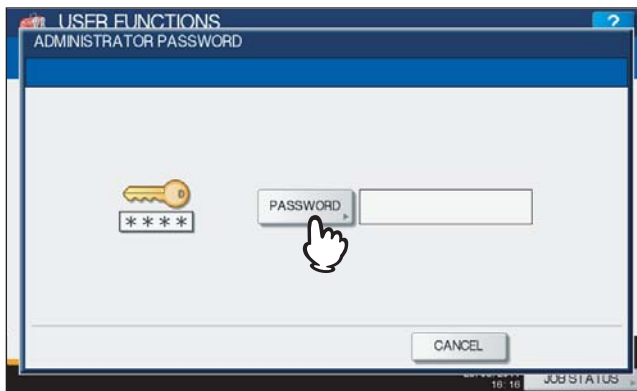 USER FUNCTIONS
?
ADMINISTRATOR PASSWORD
****
PASSWORD
CANCEL
16:16
JOB STATUS